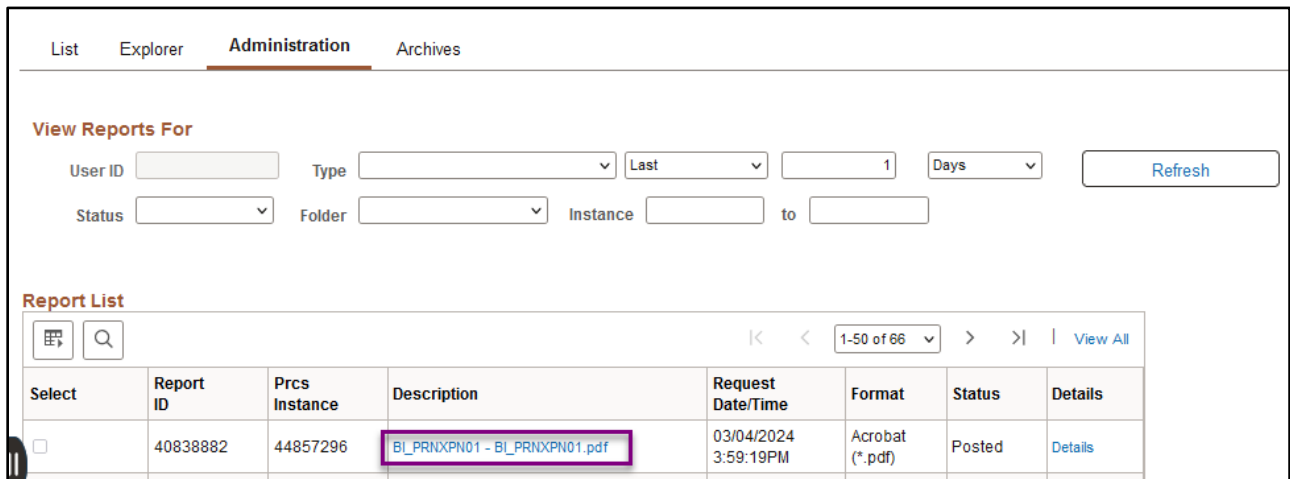 List Explorer Administration Archives
View Reports For
User ID Type Last 1 Days Refresh
Status Folder Instance to
Report List
1-50 of 66 View All
Select Report ID Prcs Instance Description Request Date/Time Format Status Details
40838882 44857296 BI_PRNXPN01 - BI_PRNXPN01.pdf 03/04/2024 3:59:19PM Acrobat (*.pdf) Posted Details